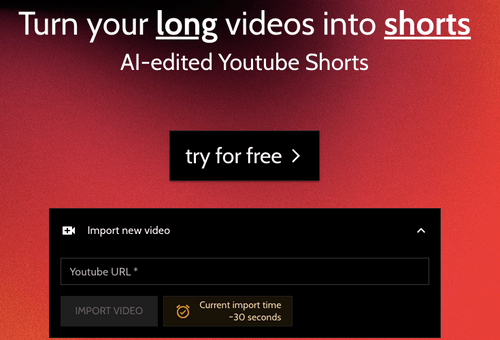 Turn your long videos into shorts
AI-edited Youtube Shorts
try for free
Import new video
Youtube URL *
IMPORT VIDEO
Current import time
~30 seconds